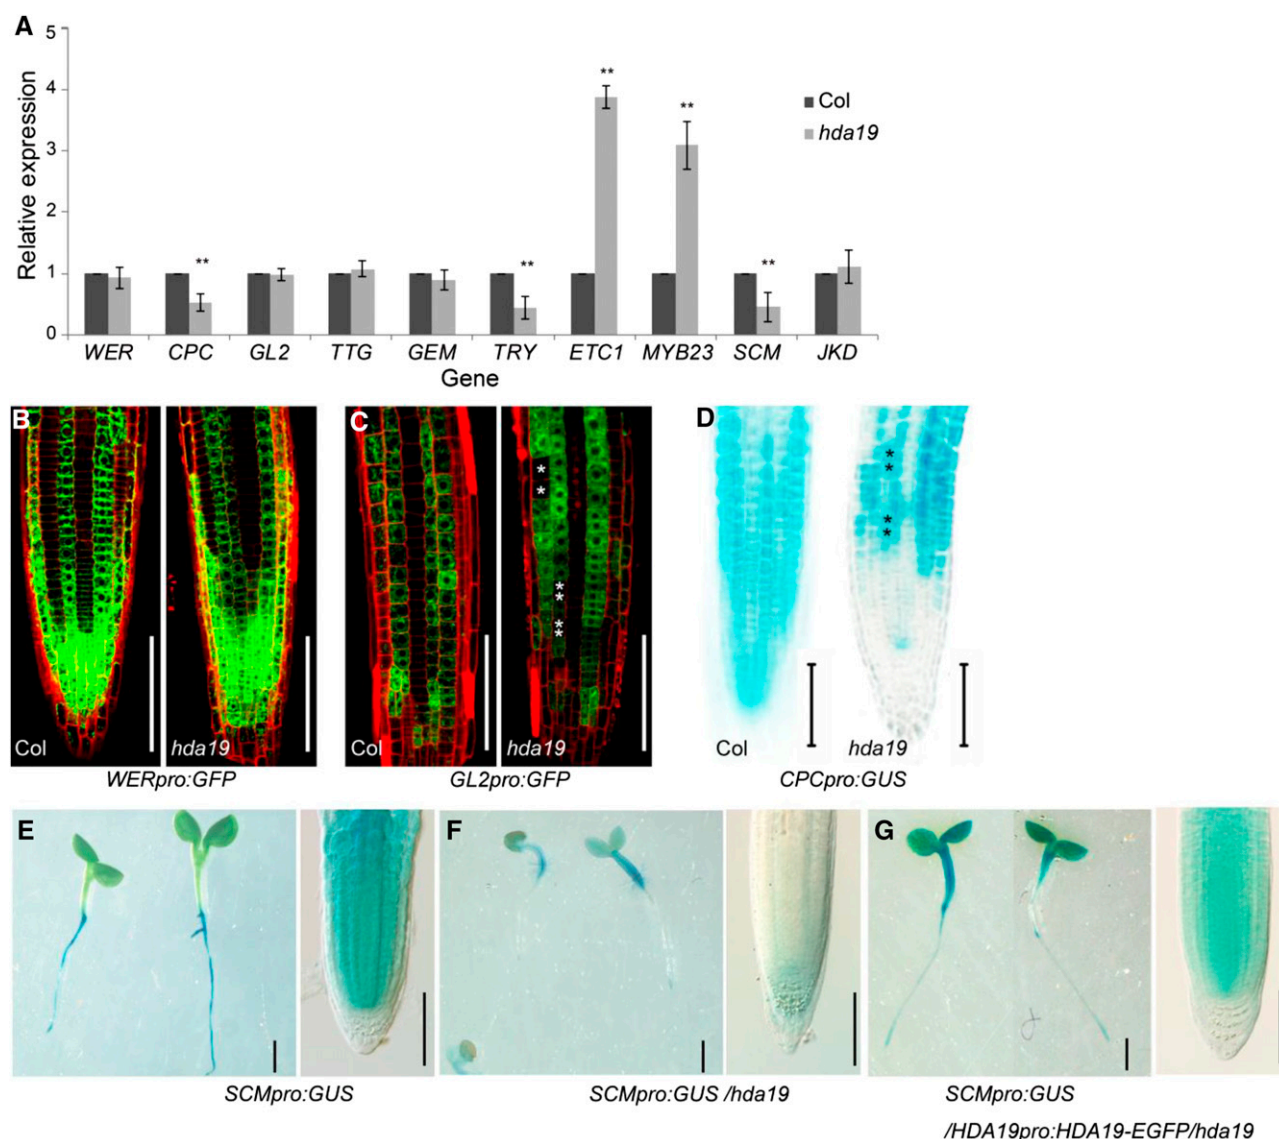 A
Relative expression
5
4
3
2
1
0
**
**
**
**
**
Col
hda19
WER CPC GL2 TTG GEM TRY ETC1 MYB23 SCM JKD
Gene
B
C
D
Col
hda19
Col
hda19
Col
hda19
**
**
**
**
**
WERpro:GFP
GL2pro:GFP
CPCpro:GUS
E
F
G
SCMpro:GUS
SCMpro:GUS /hda19
SCMpro:GUS
/HDA19pro:HDA19-EGFP/hda19